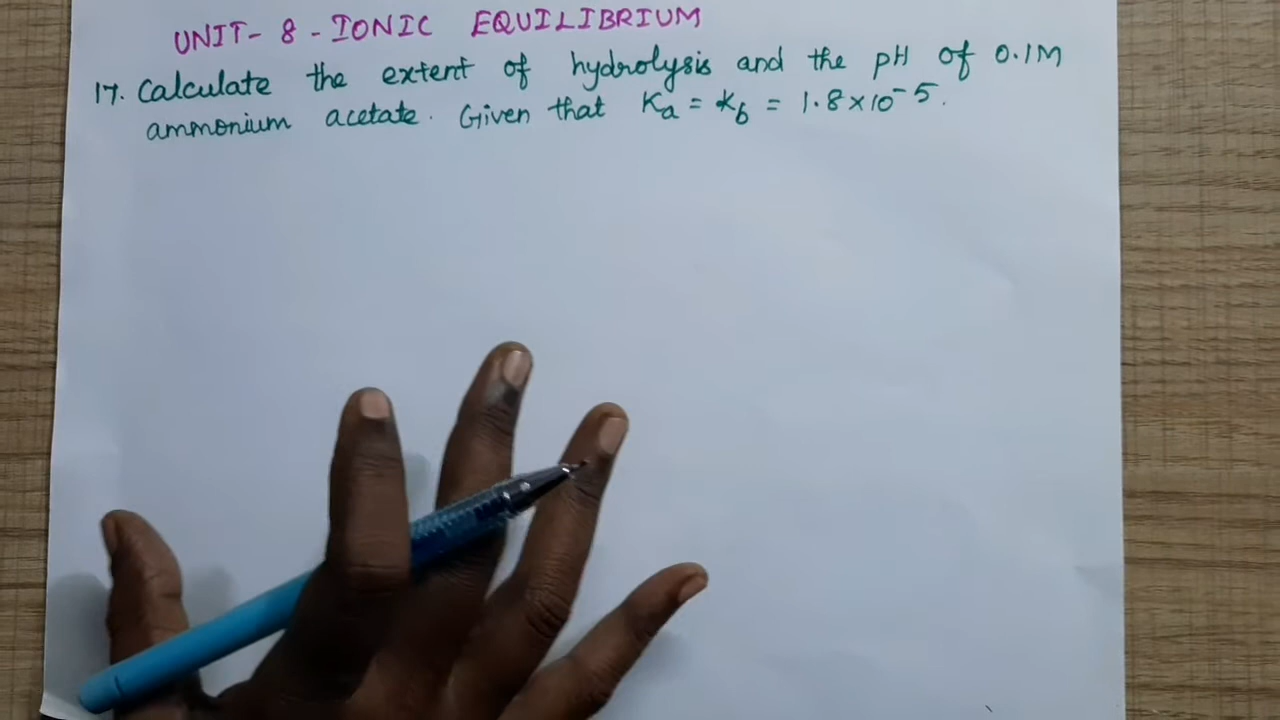 UNIT- 8 - IONIC EQUILIBRIUM
17. Calculate the extent of hydrolysis and the pH of 0.1M
ammonium acetate. Given that Ka = Kb = 1.8×10⁻⁵.